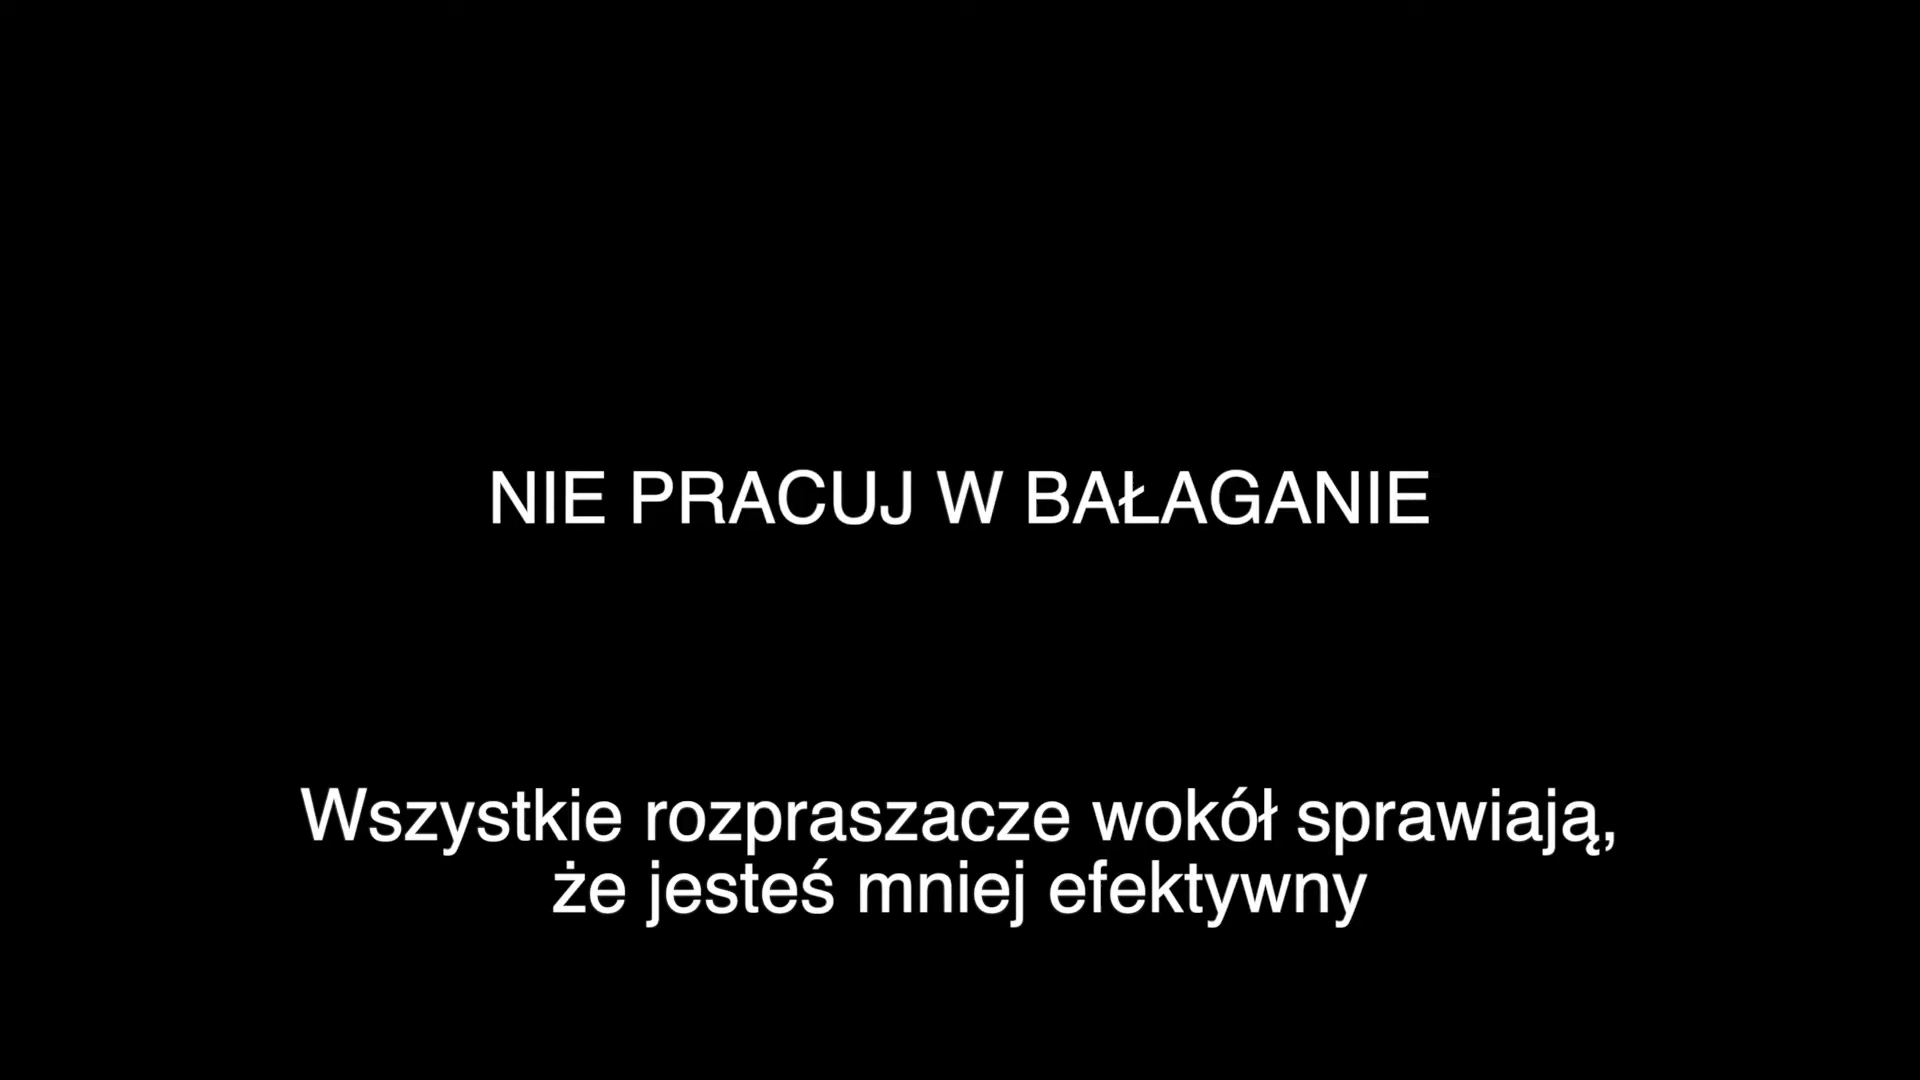 NIE PRACUJ W BAŁAGANIE
Wszystkie rozpraszacze wokół sprawiają,
że jesteś mniej efektywny